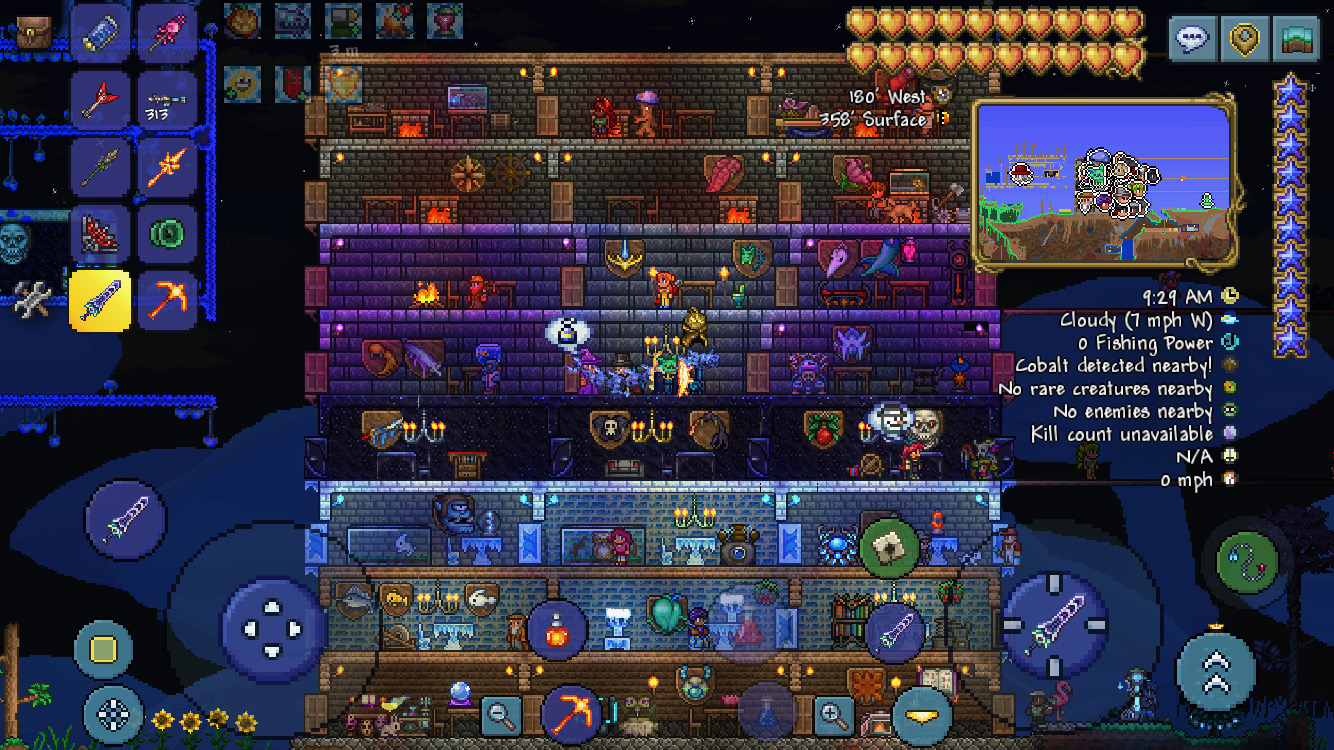 3 m
313
180' West
358' Surface
9:29 AM
Cloudy (7 mph W)
0 Fishing Power
Cobalt detected nearby!
No rare creatures nearby
No enemies nearby
Kill count unavailable
N/A
0 mph